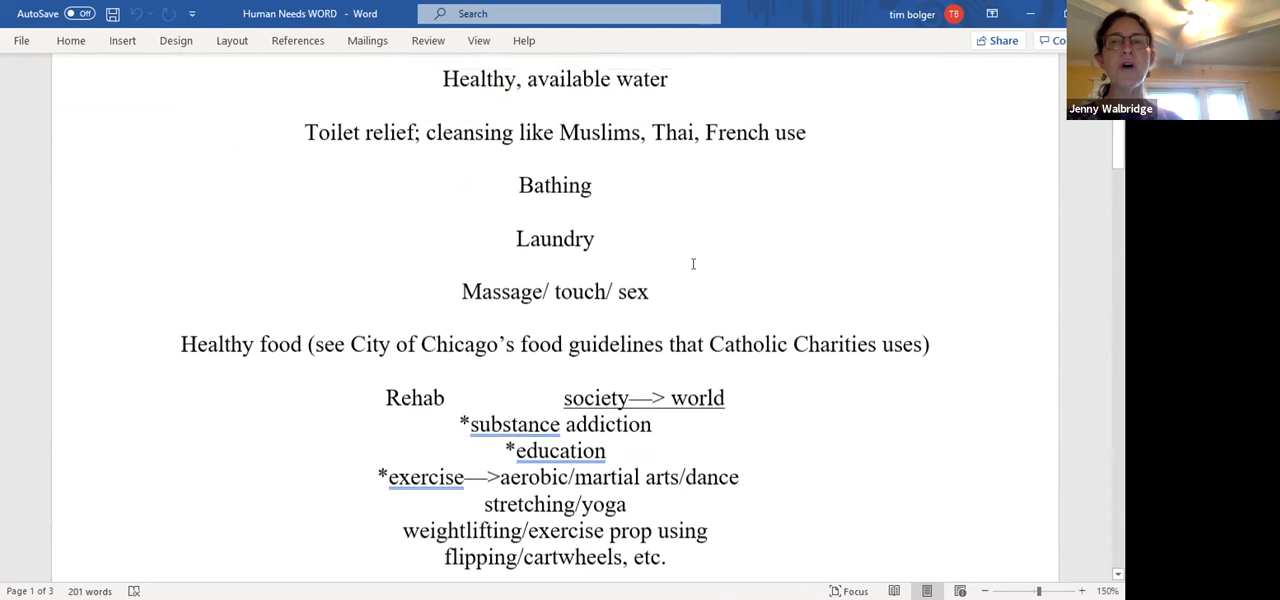 AutoSave Off Human Needs WORD - Word Search tim bolger TB
File Home Insert Design Layout References Mailings Review View Help Share Co
Jenny Walbridge
Healthy, available water
Toilet relief; cleansing like Muslims, Thai, French use
Bathing
Laundry
Massage/ touch/ sex
Healthy food (see City of Chicago’s food guidelines that Catholic Charities uses)
Rehab society—> world
*substance addiction
*education
*exercise—>aerobic/martial arts/dance
stretching/yoga
weightlifting/exercise prop using
flipping/cartwheels, etc.
Page 1 of 3 201 words Focus 150%